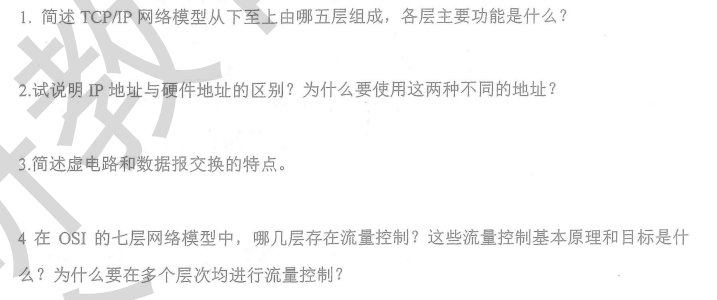 1. 简述 TCP/IP 网络模型从下至上由哪五层组成，各层主要功能是什么？
2.试说明 IP 地址与硬件地址的区别？为什么要使用这两种不同的地址？
3.简述虚电路和数据报交换的特点。
4 在 OSI 的七层网络模型中，哪几层存在流量控制？这些流量控制基本原理和目标是什
么？为什么要在多个层次均进行流量控制？